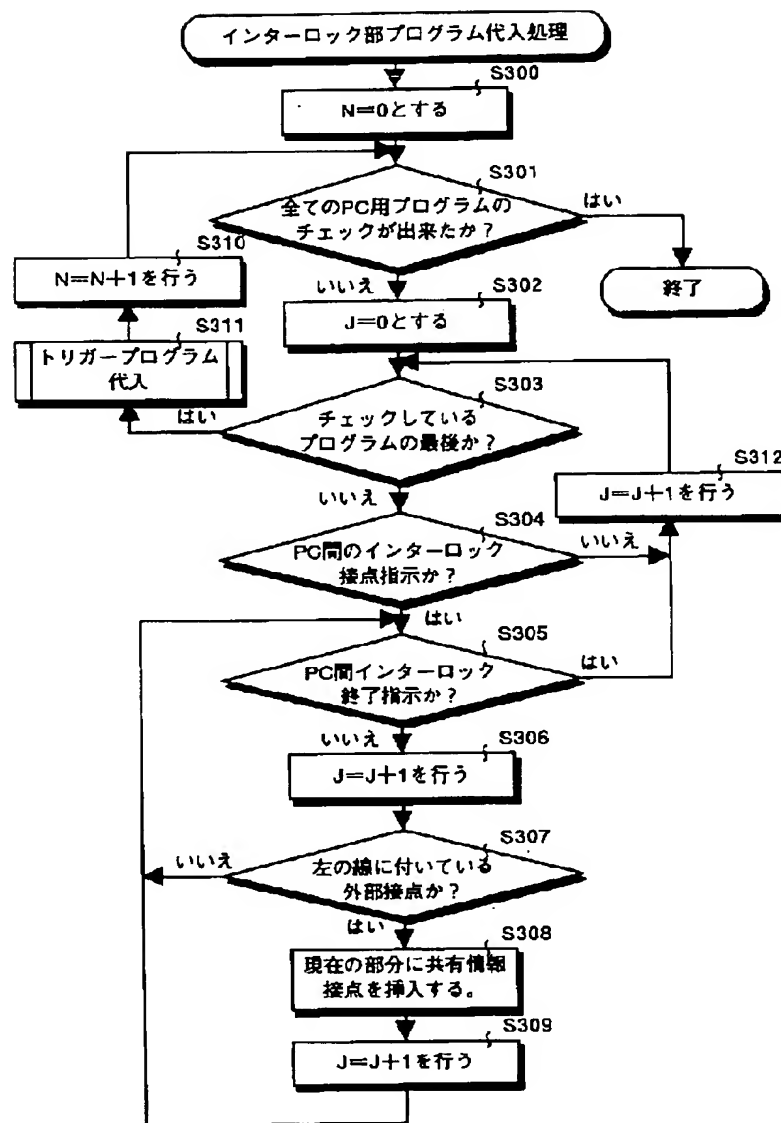 インターロック部プログラム代入処理
S300
N=0とする
S301
全てのPC用プログラムの
チェックが出来たか?
はい
終了
S310
N=N+1を行う
いいえ
S302
J=0とする
S311
トリガープログラム
代入
はい
S303
チェックしている
プログラムの最後か?
S312
J=J+1を行う
いいえ
S304
PC間のインターロック
接点指示か?
いいえ
はい
S305
PC間インターロック
終了指示か?
はい
いいえ
S306
J=J+1を行う
S307
左の線に付いている
外部接点か?
いいえ
はい
S308
現在の部分に共有情報
接点を挿入する。
S309
J=J+1を行う